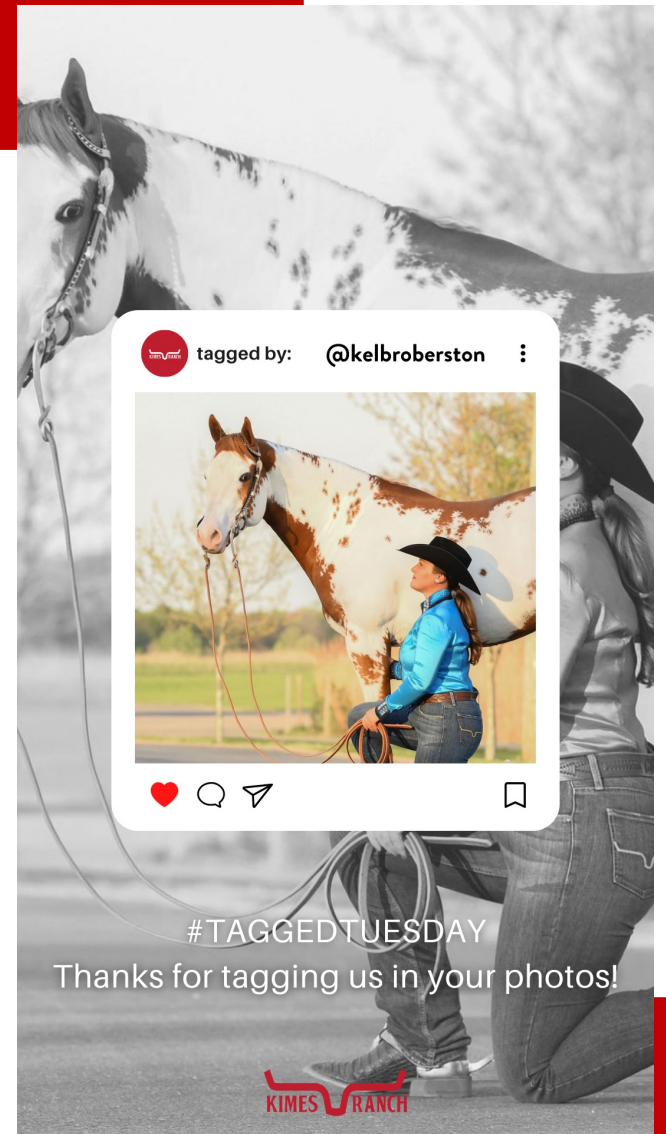 KIMES RANCH
tagged by:
@kelbroberston
#TAGGEDTUESDAY
Thanks for tagging us in your photos!
KIMES RANCH